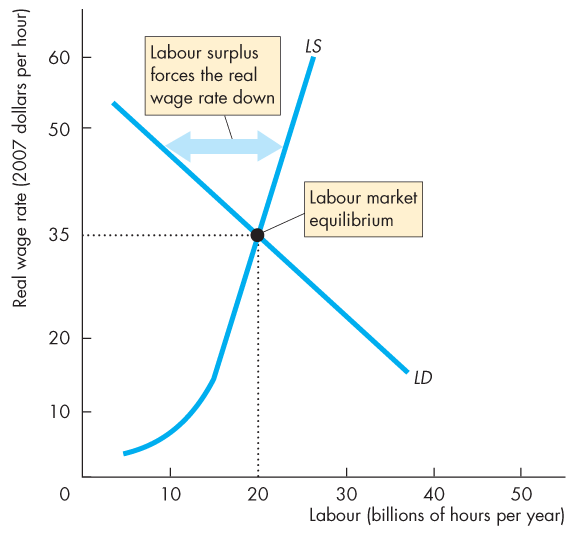 Real wage rate (2007 dollars per hour)
60
50
35
20
10
0
Labour surplus
forces the real
wage rate down
LS
Labour market
equilibrium
LD
10
20
30
40
50
Labour (billions of hours per year)